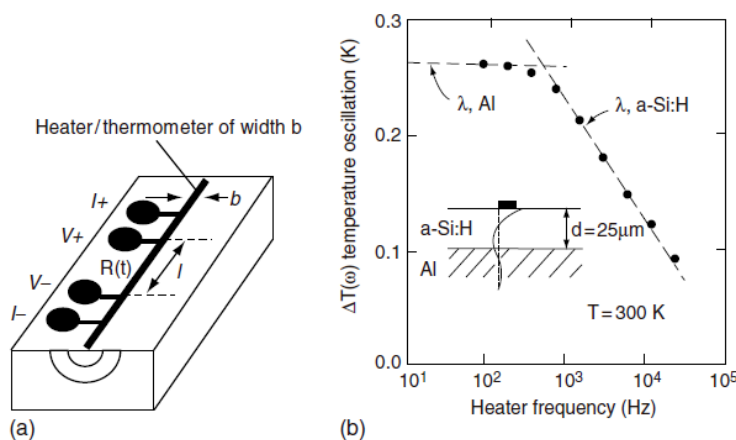 Heater/thermometer of width b
I+
V+
V–
I–
b
R(t)
l
(a)
(b)
ΔT(ω) temperature oscillation (K)
0.3
0.2
0.1
0.0
λ, Al
λ, a-Si:H
a-Si:H
d=25μm
Al
T=300 K
10¹ 10² 10³ 10⁴ 10⁵
Heater frequency (Hz)